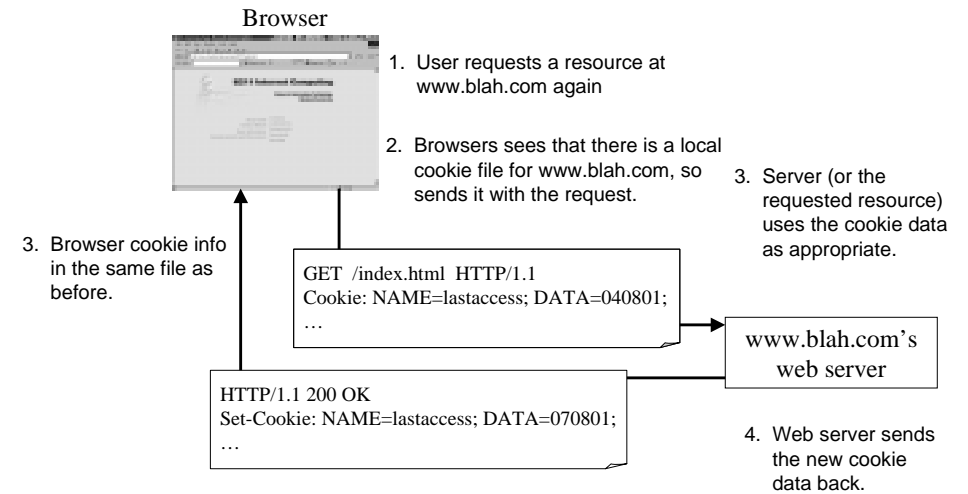 Browser
1. User requests a resource at
www.blah.com again
2. Browsers sees that there is a local
cookie file for www.blah.com, so
sends it with the request.
3. Server (or the
requested resource)
uses the cookie data
as appropriate.
3. Browser cookie info
in the same file as
before.
GET /index.html HTTP/1.1
Cookie: NAME=lastaccess; DATA=040801;
…
www.blah.com’s
web server
HTTP/1.1 200 OK
Set-Cookie: NAME=lastaccess; DATA=070801;
…
4. Web server sends
the new cookie
data back.